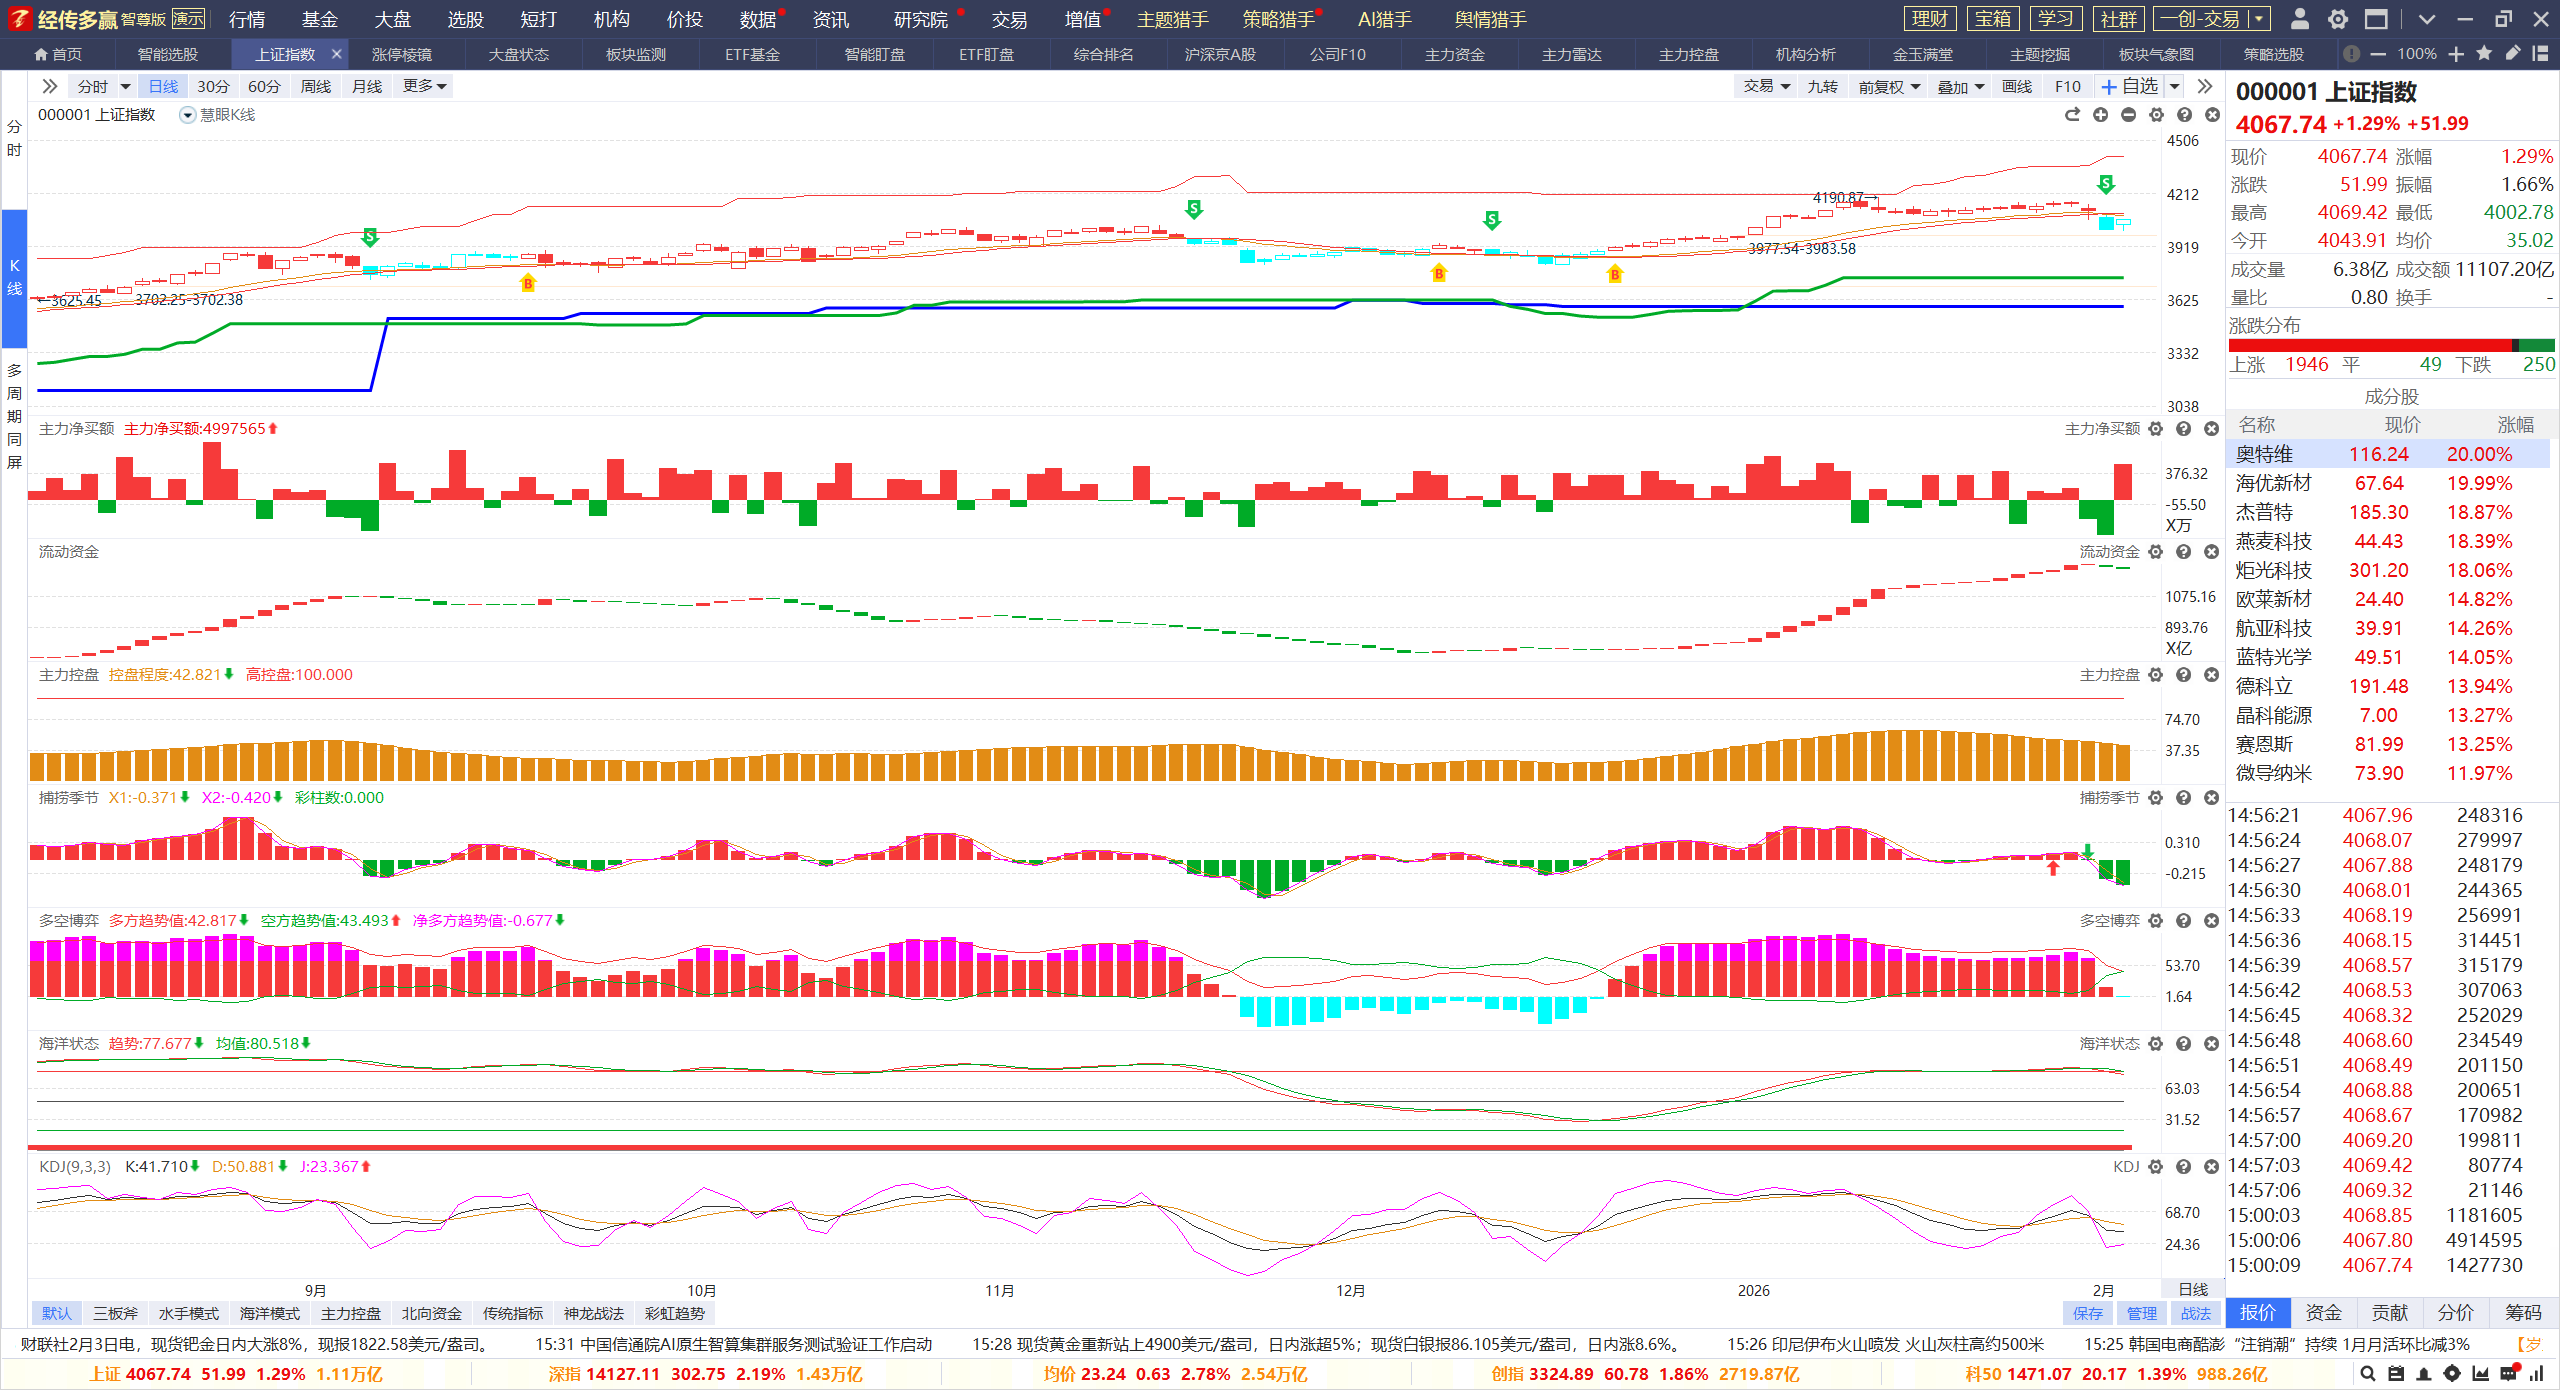 经传多赢 智尊版 演示 行情 基金 大盘 选股 短打 机构 价投 数据 资讯 研究院 交易 增值 主题猎手 策略猎手 AI猎手 舆情猎手 理财 宝箱 学习 社群 一创-交易
首页 智能选股 上证指数 涨停棱镜 大盘状态 板块监测 ETF基金 智能盯盘 ETF盯盘 综合排名 沪深京A股 公司F10 主力资金 主力雷达 主力控盘 机构分析 金玉满堂 主题挖掘 板块气象图 策略选股 100%
分时 日线 30分 60分 周线 月线 更多 交易 九转 前复权 叠加 画线 F10 自选
分时
K线
多周期同屏
000001 上证指数 慧眼K线
4506
4212
3919
3625
3332
3038
4190.87→
3977.54-3983.58
←3625.45 3702.25-3702.38
S
S
S
S
B
B
B
主力净买额 主力净买额:4997565 主力净买额
376.32
-55.50
X万
流动资金 流动资金
1075.16
893.76
X亿
主力控盘 控盘程度:42.821 高控盘:100.000 主力控盘
74.70
37.35
捕捞季节 X1:-0.371 X2:-0.420 彩柱数:0.000 捕捞季节
0.310
-0.215
多空博弈 多方趋势值:42.817 空方趋势值:43.493 净多方趋势值:-0.677 多空博弈
53.70
1.64
海洋状态 趋势:77.677 均值:80.518 海洋状态
63.03
31.52
KDJ(9,3,3) K:41.710 D:50.881 J:23.367 KDJ
68.70
24.36
9月 10月 11月 12月 2026 2月 日线
默认 三板斧 水手模式 海洋模式 主力控盘 北向资金 传统指标 神龙战法 彩虹趋势 保存 管理 战法
000001 上证指数
4067.74 +1.29% +51.99
现价 4067.74 涨幅 1.29%
涨跌 51.99 振幅 1.66%
最高 4069.42 最低 4002.78
今开 4043.91 均价 35.02
成交量 6.38亿 成交额 11107.20亿
量比 0.80 换手 -
涨跌分布
上涨 1946 平 49 下跌 250
成分股
名称 现价 涨幅
奥特维 116.24 20.00%
海优新材 67.64 19.99%
杰普特 185.30 18.87%
燕麦科技 44.43 18.39%
炬光科技 301.20 18.06%
欧莱新材 24.40 14.82%
航亚科技 39.91 14.26%
蓝特光学 49.51 14.05%
德科立 191.48 13.94%
晶科能源 7.00 13.27%
赛恩斯 81.99 13.25%
微导纳米 73.90 11.97%
14:56:21 4067.96 248316
14:56:24 4068.07 279997
14:56:27 4067.88 248179
14:56:30 4068.01 244365
14:56:33 4068.19 256991
14:56:36 4068.15 314451
14:56:39 4068.57 315179
14:56:42 4068.53 307063
14:56:45 4068.32 252029
14:56:48 4068.60 234549
14:56:51 4068.49 201150
14:56:54 4068.88 200651
14:56:57 4068.67 170982
14:57:00 4069.20 199811
14:57:03 4069.42 80774
14:57:06 4069.32 21146
15:00:03 4068.85 1181605
15:00:06 4067.80 4914595
15:00:09 4067.74 1427730
报价 资金 贡献 分价 筹码
财联社2月3日电，现货钯金日内大涨8%，现报1822.58美元/盎司。 15:31 中国信通院AI原生智算集群服务测试验证工作启动 15:28 现货黄金重新站上4900美元/盎司，日内涨超5%；现货白银报86.105美元/盎司，日内涨8.6%。 15:26 印尼伊布火山喷发 火山灰柱高约500米 15:25 韩国电商酷澎“注销潮”持续 1月月活环比减3% 【岁
上证 4067.74 51.99 1.29% 1.11万亿 深指 14127.11 302.75 2.19% 1.43万亿 均价 23.24 0.63 2.78% 2.54万亿 创指 3324.89 60.78 1.86% 2719.87亿 科50 1471.07 20.17 1.39% 988.26亿